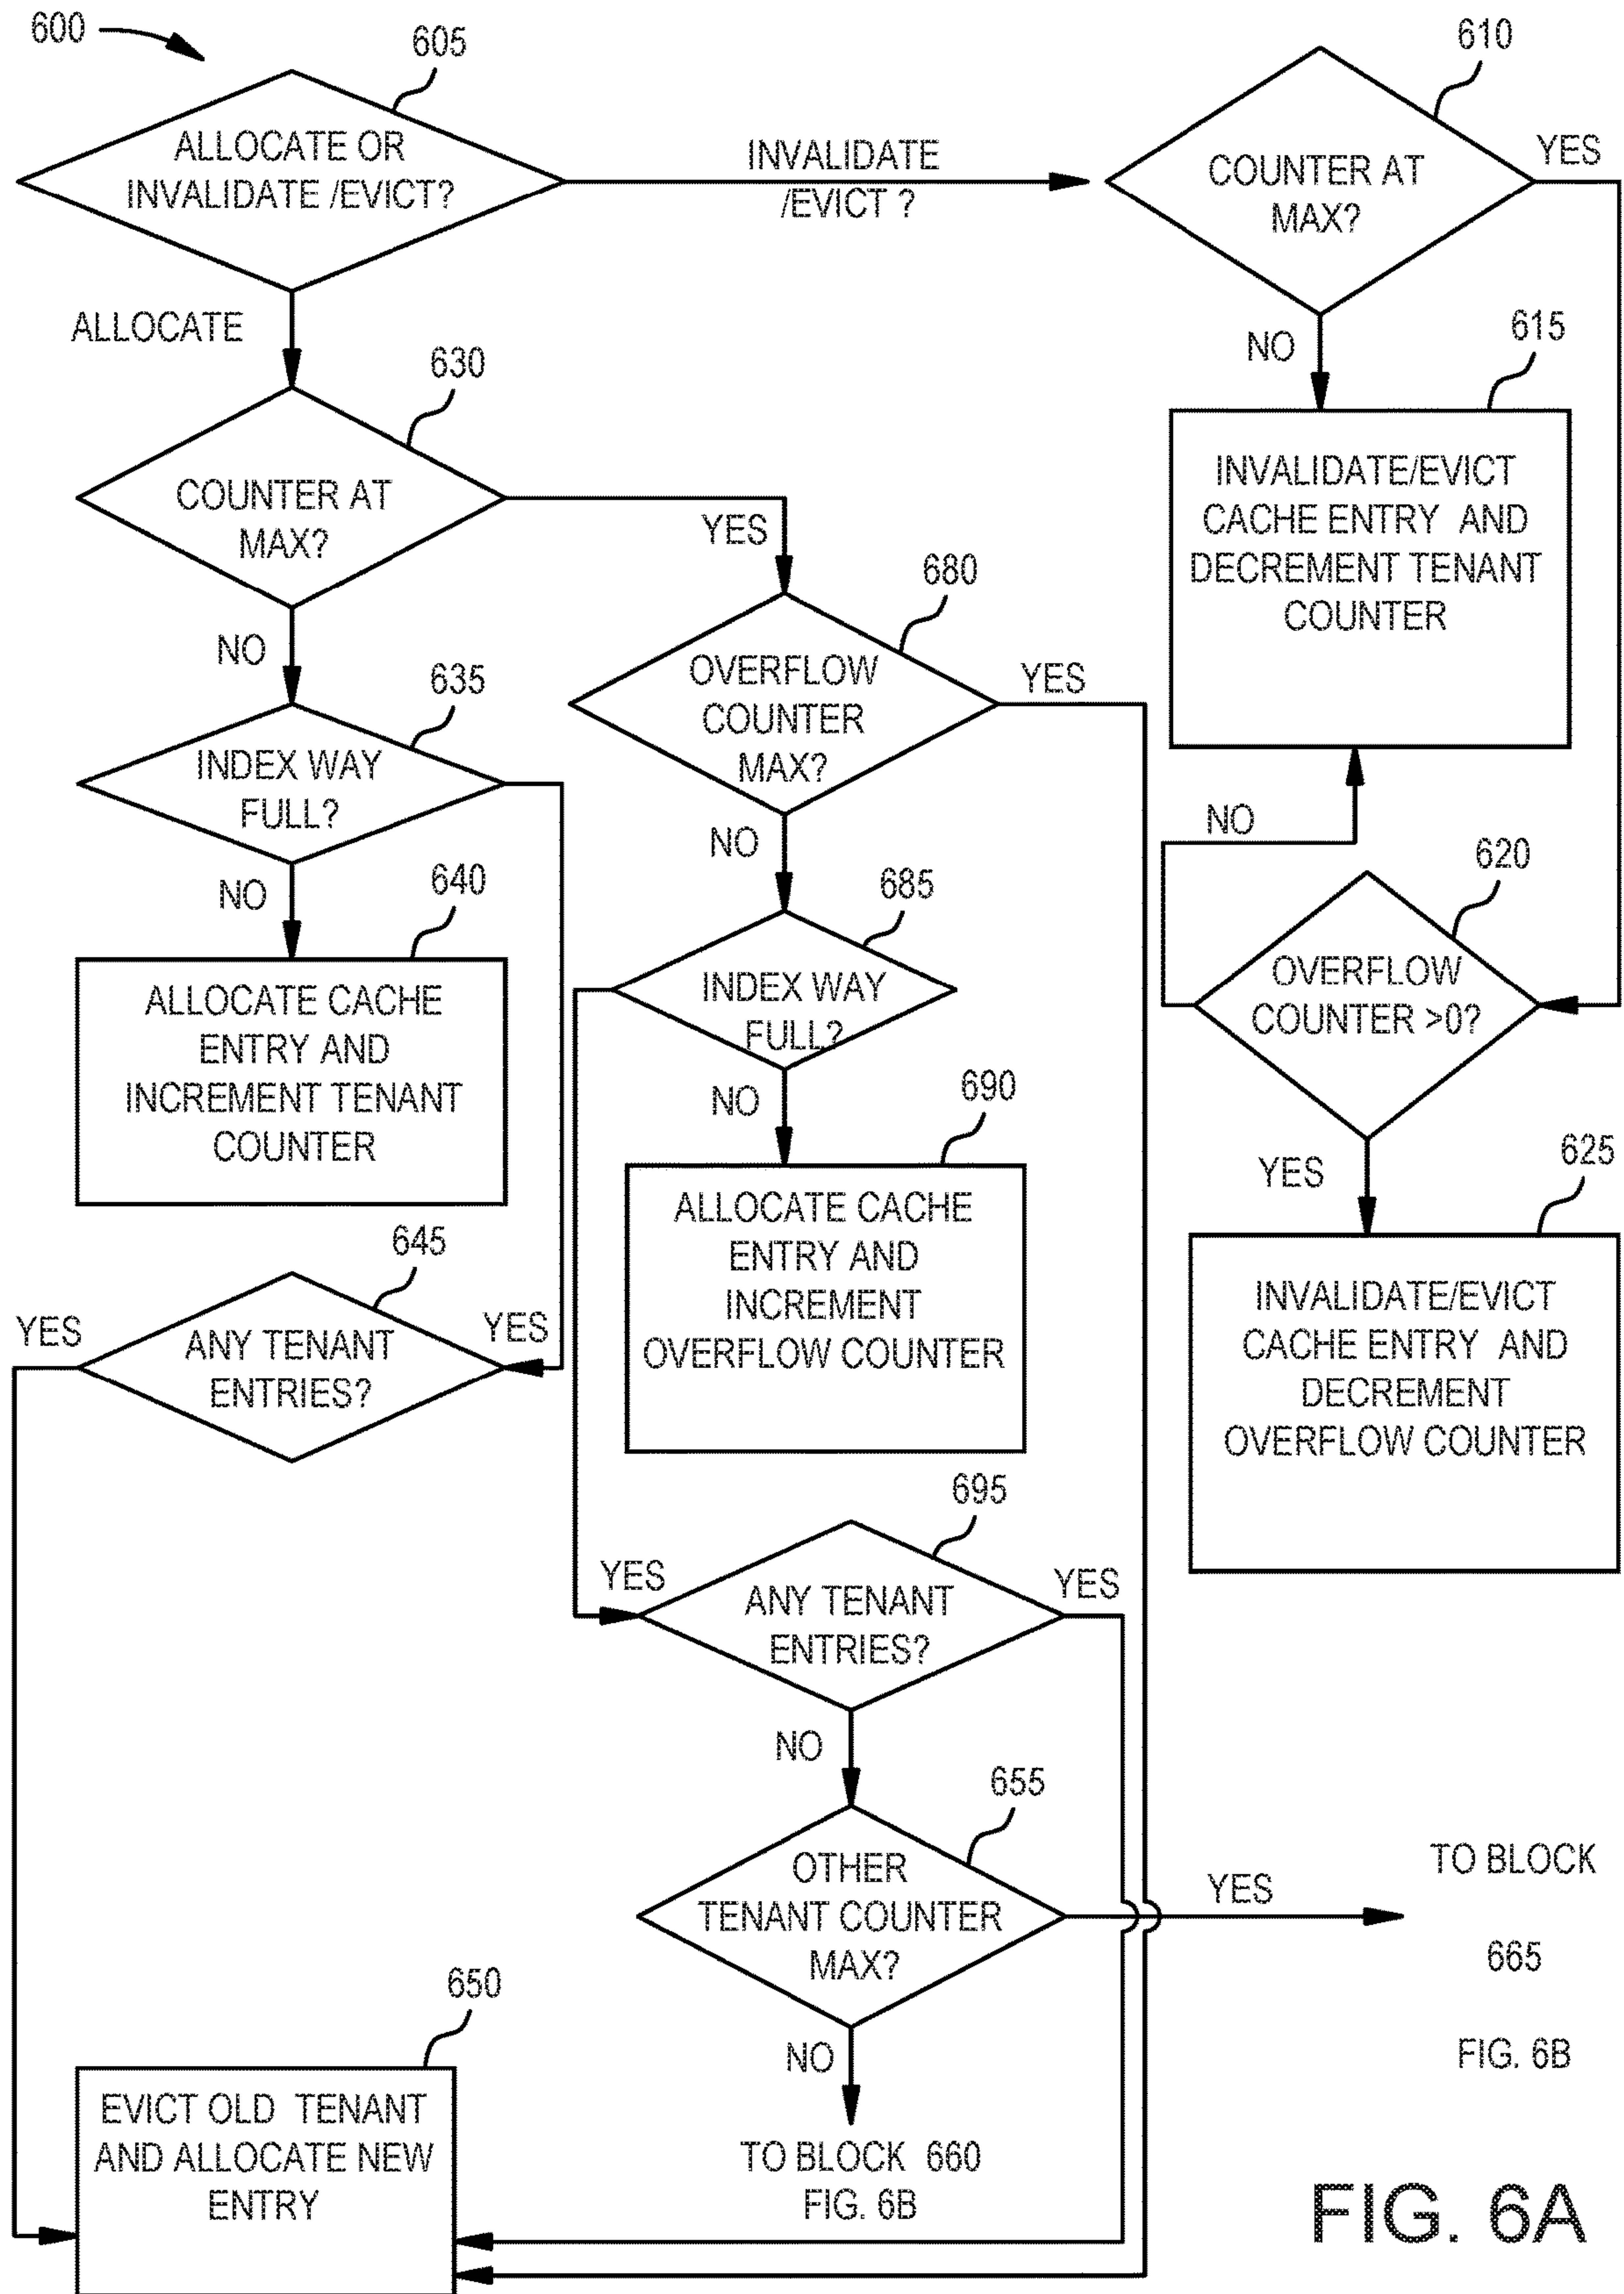 600
605
ALLOCATE OR
INVALIDATE /EVICT?
INVALIDATE
/EVICT ?
610
COUNTER AT
MAX?
YES
NO
615
INVALIDATE/EVICT
CACHE ENTRY AND
DECREMENT TENANT
COUNTER
NO
620
OVERFLOW
COUNTER >0?
YES
625
INVALIDATE/EVICT
CACHE ENTRY AND
DECREMENT
OVERFLOW COUNTER
ALLOCATE
630
COUNTER AT
MAX?
YES
NO
635
INDEX WAY
FULL?
NO
640
ALLOCATE CACHE
ENTRY AND
INCREMENT TENANT
COUNTER
645
YES
ANY TENANT
ENTRIES?
YES
680
OVERFLOW
COUNTER
MAX?
YES
NO
685
INDEX WAY
FULL?
NO
690
ALLOCATE CACHE
ENTRY AND
INCREMENT
OVERFLOW COUNTER
695
YES
ANY TENANT
ENTRIES?
YES
NO
655
OTHER
TENANT COUNTER
MAX?
YES
TO BLOCK
665
FIG. 6B
NO
TO BLOCK 660
FIG. 6B
650
EVICT OLD TENANT
AND ALLOCATE NEW
ENTRY
FIG. 6A